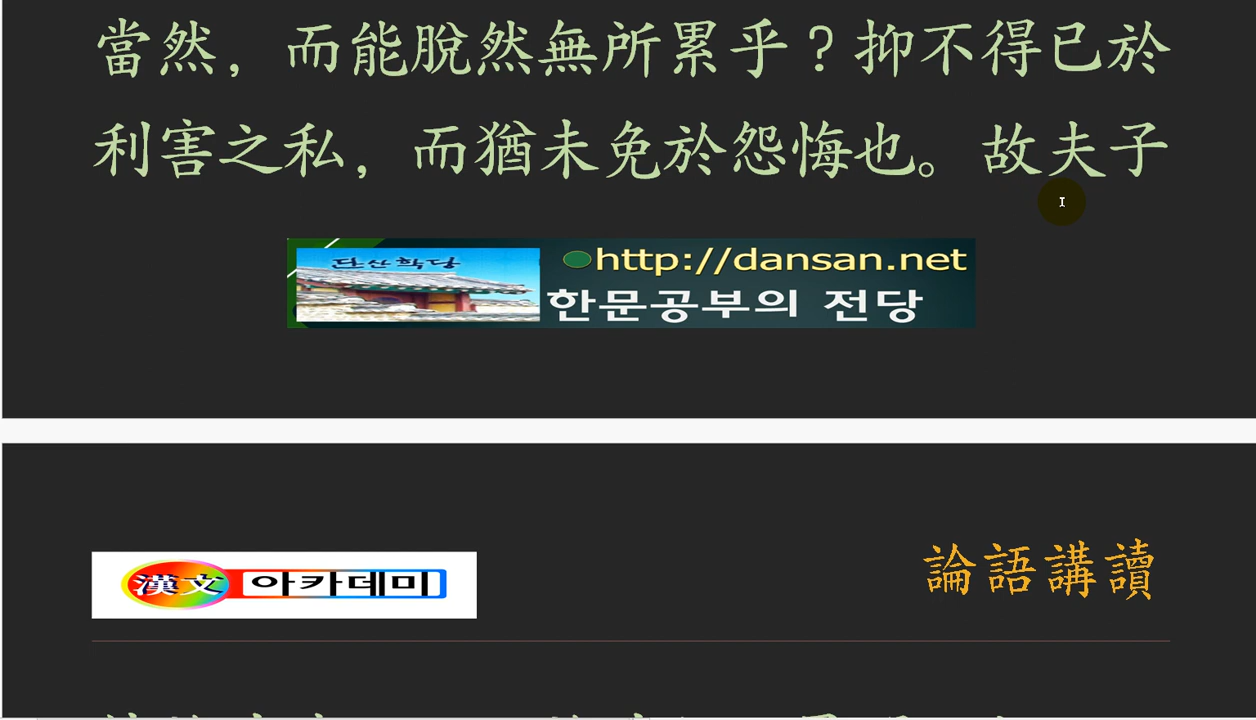 當然，而能脫然無所累乎？抑不得已於
利害之私，而猶未免於怨悔也。故夫子
단산학당
http://dansan.net
한문공부의 전당
漢文 아카데미
論語講讀